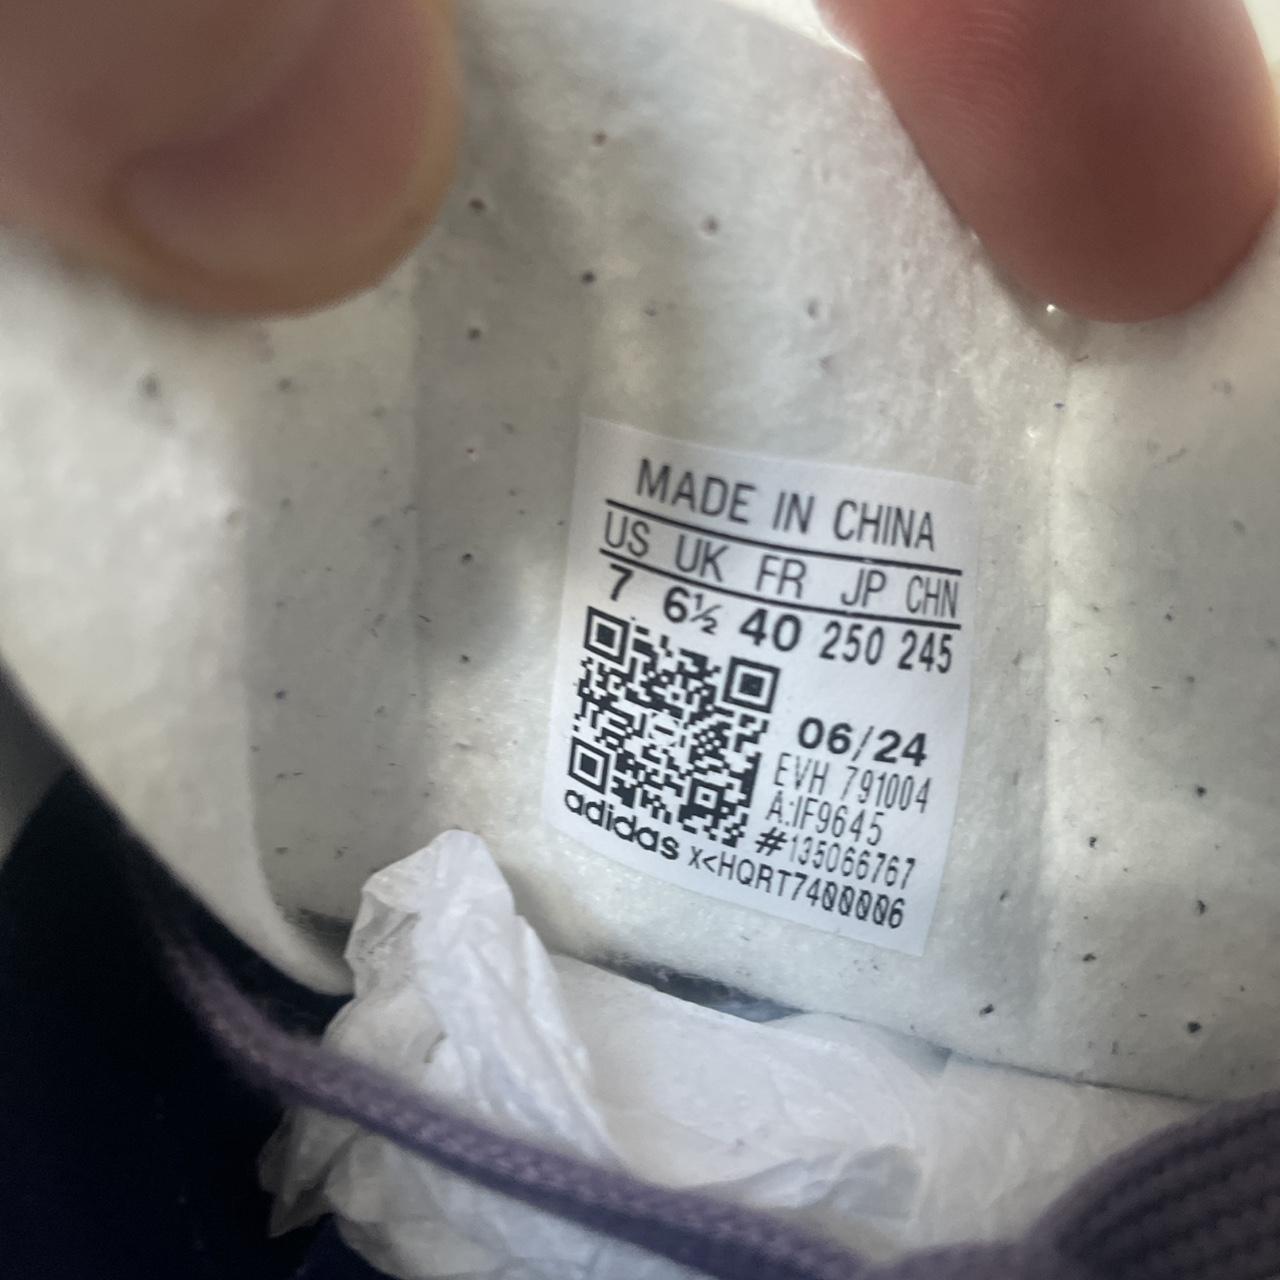 MADE IN CHINA
US UK FR JP CHN
7 6½ 40 250 245
06/24
EVH 791004
A:IF9645
#135066767
adidas X<HQRT7400006